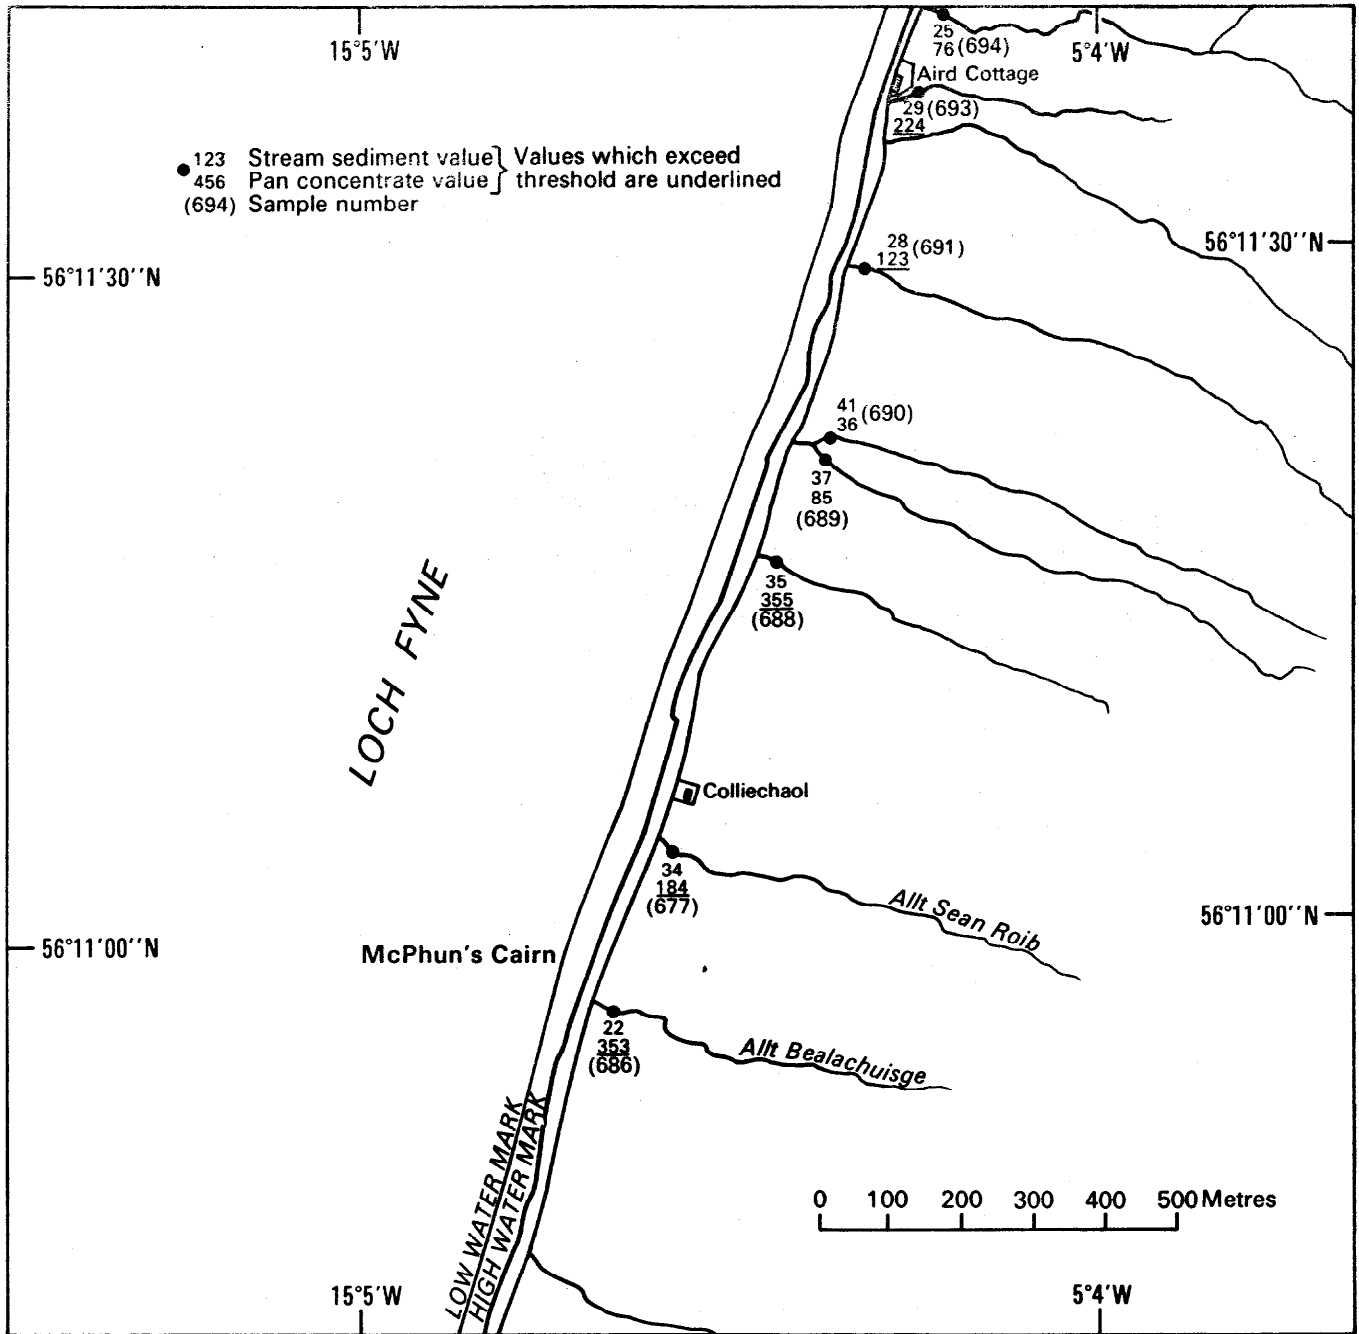 15°5'W
5°4'W
25
76 (694)
Aird Cottage
29 (693)
224
123 Stream sediment value } Values which exceed
456 Pan concentrate value } threshold are underlined
(694) Sample number
56°11'30''N
28 (691)
123
56°11'30''N
41 (690)
36
37
85
(689)
35
355
(688)
LOCH FYNE
Colliechaol
34
184
(677)
Allt Sean Roib
56°11'00''N
56°11'00''N
McPhun's Cairn
22
353
(686)
Allt Bealachuisge
LOW WATER MARK
HIGH WATER MARK
0 100 200 300 400 500 Metres
15°5'W
5°4'W